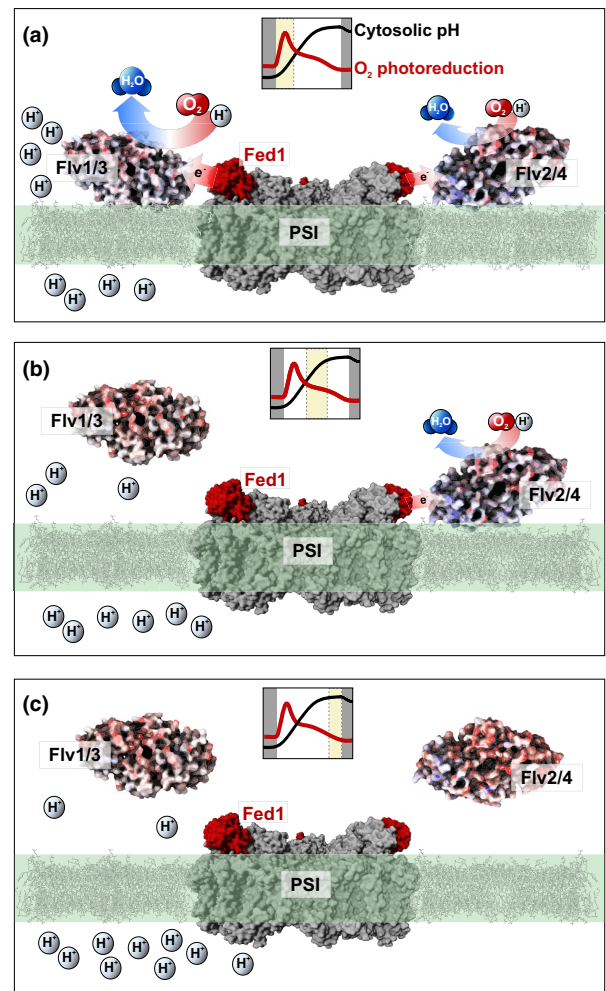 (a)
Cytosolic pH
O₂ photoreduction
H₂O
O₂
H⁺
H₂O
O₂
H⁺
H⁺
H⁺
H⁺
H⁺
Fed1
Flv1/3
e⁻
e⁻
Flv2/4
H⁺
PSI
H⁺
H⁺
H⁺
H⁺
(b)
Flv1/3
H₂O
O₂
H⁺
H⁺
H⁺
H⁺
Fed1
e
Flv2/4
PSI
H⁺
H⁺
H⁺
H⁺
H⁺
H⁺
(c)
Flv1/3
Flv2/4
H⁺
H⁺
Fed1
PSI
H⁺
H⁺
H⁺
H⁺
H⁺
H⁺
H⁺
H⁺
H⁺
H⁺